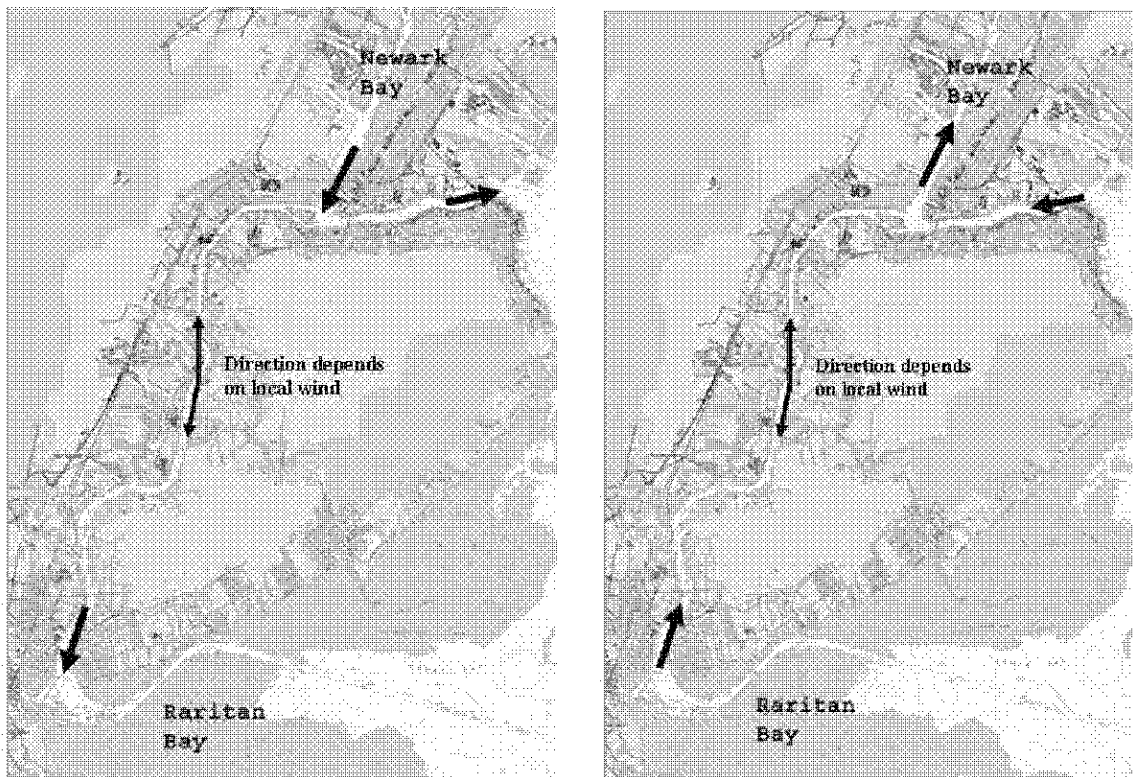 Newark
Bay
Direction depends
on local wind
Raritan
Bay
Newark
Bay
Direction depends
on local wind
Raritan
Bay